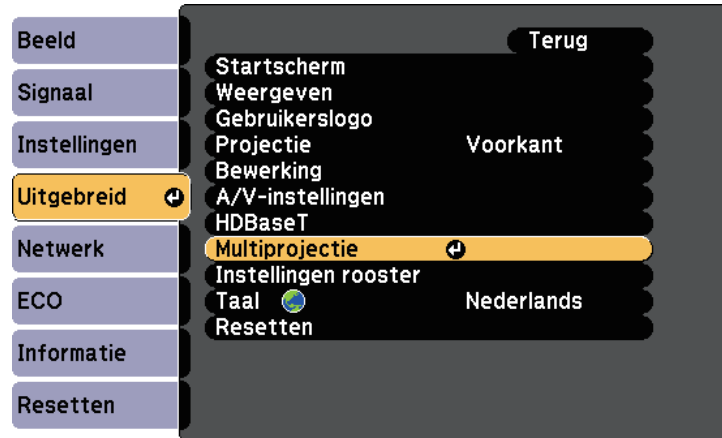 Beeld
Signaal
Instellingen
Uitgebreid
Netwerk
ECO
Informatie
Resetten
Terug
Startscherm
Weergeven
Gebruikerslogo
Projectie Voorkant
Bewerking
A/V-instellingen
HDBaseT
Multiprojectie
Instellingen rooster
Taal Nederlands
Resetten